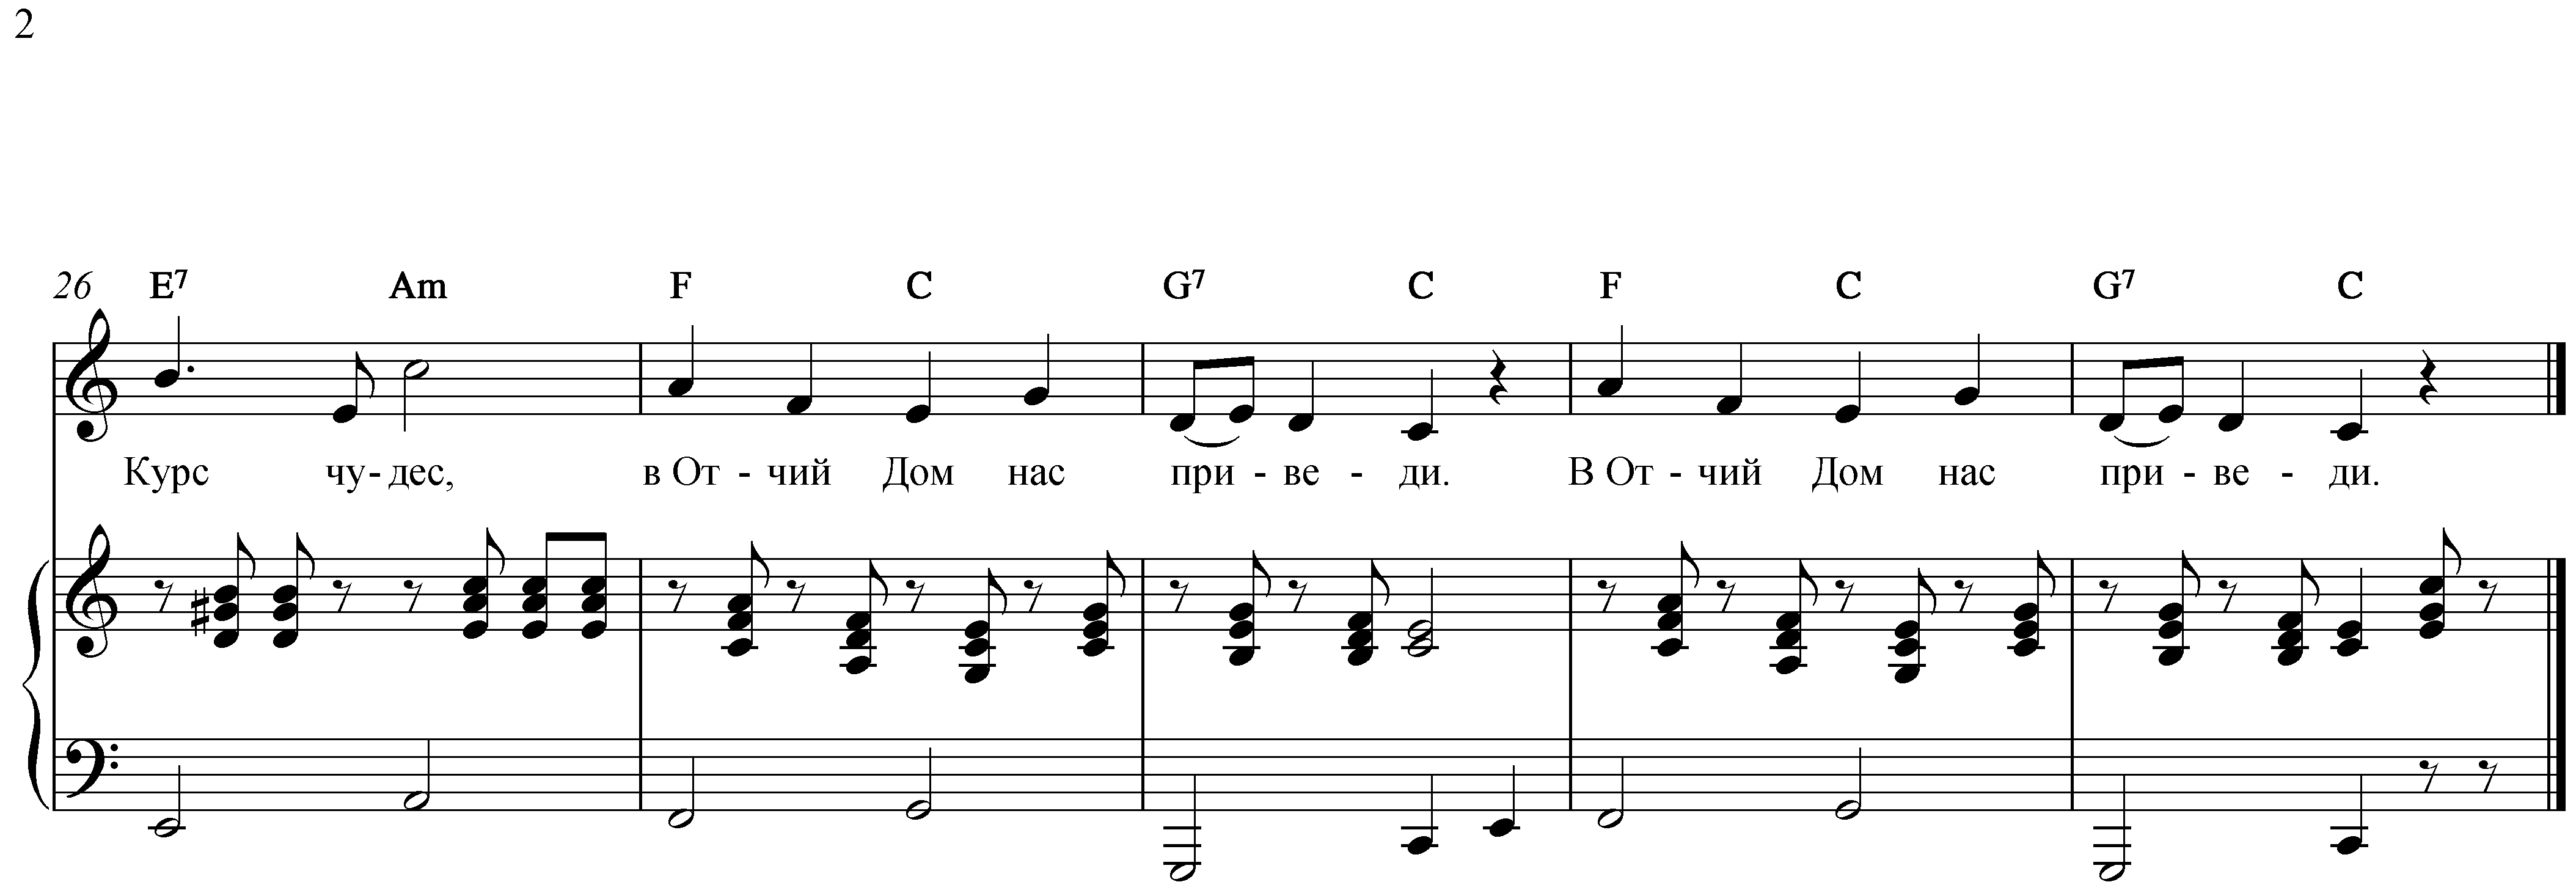 2
26 E7 Am F C G7 C F C G7 C
Курс чу-дес, в От - чий Дом нас при - ве - ди. В От - чий Дом нас при - ве - ди.